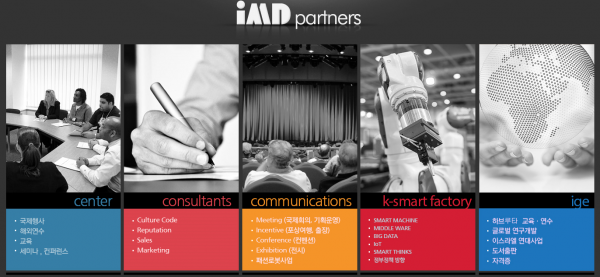 iMD partners
center
• 국제행사
• 해외연수
• 교육
• 세미나, 컨퍼런스
consultants
• Culture Code
• Reputation
• Sales
• Marketing
communications
• Meeting (국제회의, 기획운영)
• Incentive (포상여행, 출장)
• Conference (컨벤션)
• Exhibition (전시)
• 패션로봇사업
k-smart factory
• SMART MACHINE
• MIDDLE WARE
• BIG DATA
• IoT
• SMART THINKS
• 정부정책 방향
ige
• 하브루타 교육·연수
• 글로벌 연구개발
• 이스라엘 연대사업
• 도서출판
• 자격증